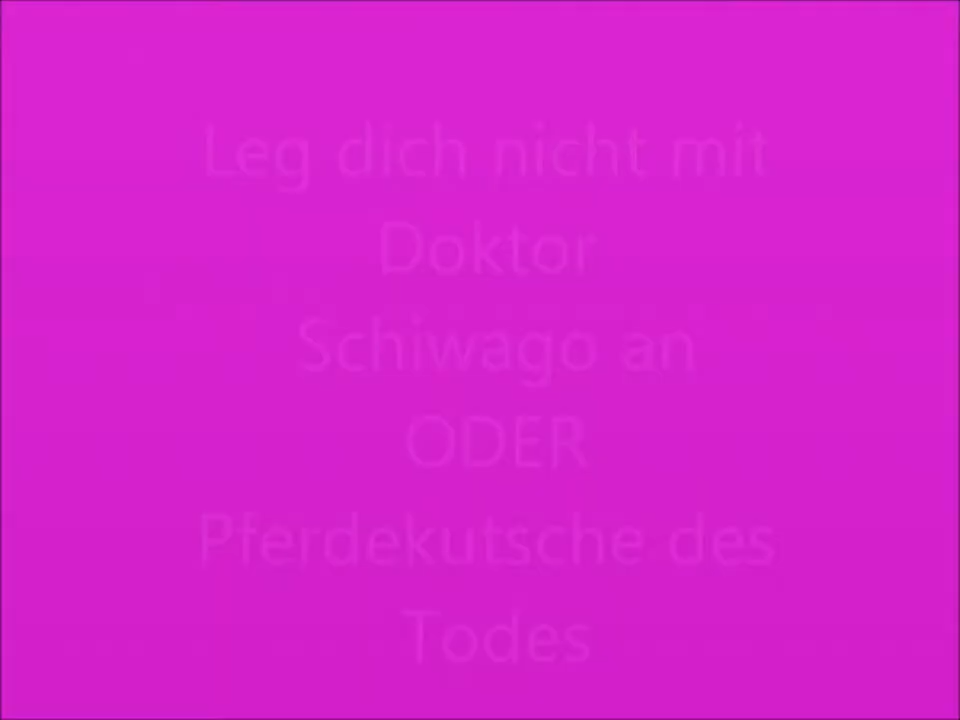 Leg dich nicht mit
Doktor
Schiwago an
ODER
Pferdekutsche des
Todes